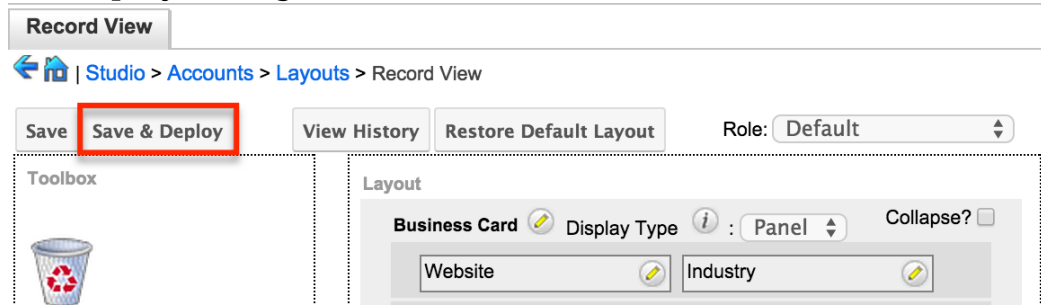 Record View
| Studio > Accounts > Layouts > Record View
Save Save & Deploy View History Restore Default Layout Role: Default
Toolbox
Layout
Business Card Display Type i : Panel Collapse?
Website Industry